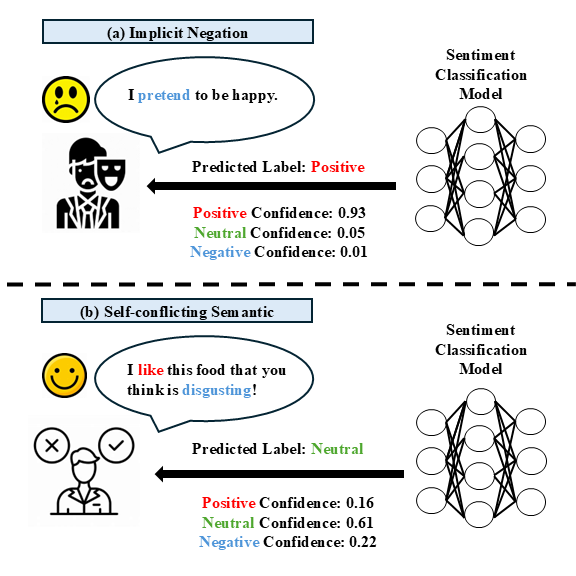 (a) Implicit Negation
I pretend to be happy.
Sentiment
Classification
Model
Predicted Label: Positive
Positive Confidence: 0.93
Neutral Confidence: 0.05
Negative Confidence: 0.01
(b) Self-conflicting Semantic
I like this food that you
think is disgusting!
Sentiment
Classification
Model
Predicted Label: Neutral
Positive Confidence: 0.16
Neutral Confidence: 0.61
Negative Confidence: 0.22